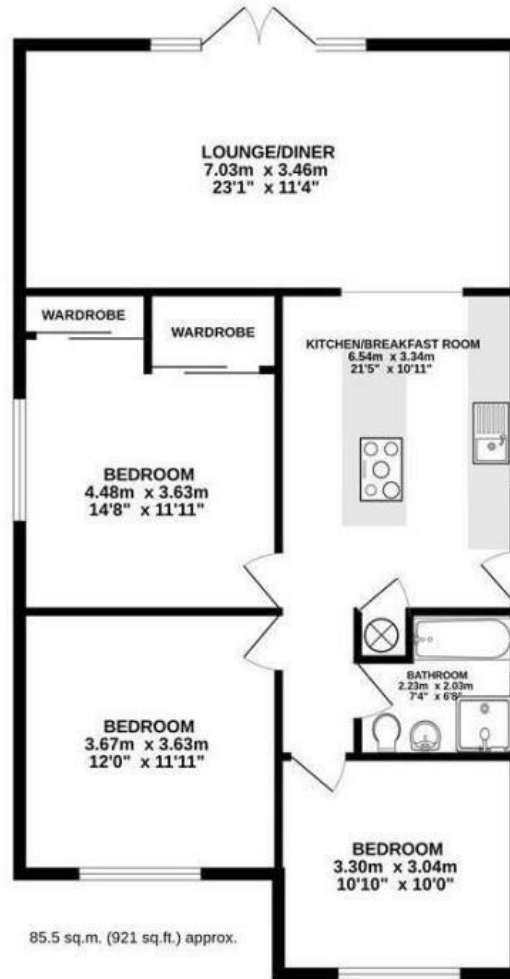 LOUNGE/DINER
7.03m x 3.46m
23'1" x 11'4"
WARDROBE
WARDROBE
KITCHEN/BREAKFAST ROOM
6.54m x 3.34m
21'5" x 10'11"
BEDROOM
4.48m x 3.63m
14'8" x 11'11"
BATHROOM
2.23m x 2.03m
7'4" x 6'8"
BEDROOM
3.67m x 3.63m
12'0" x 11'11"
BEDROOM
3.30m x 3.04m
10'10" x 10'0"
85.5 sq.m. (921 sq.ft.) approx.